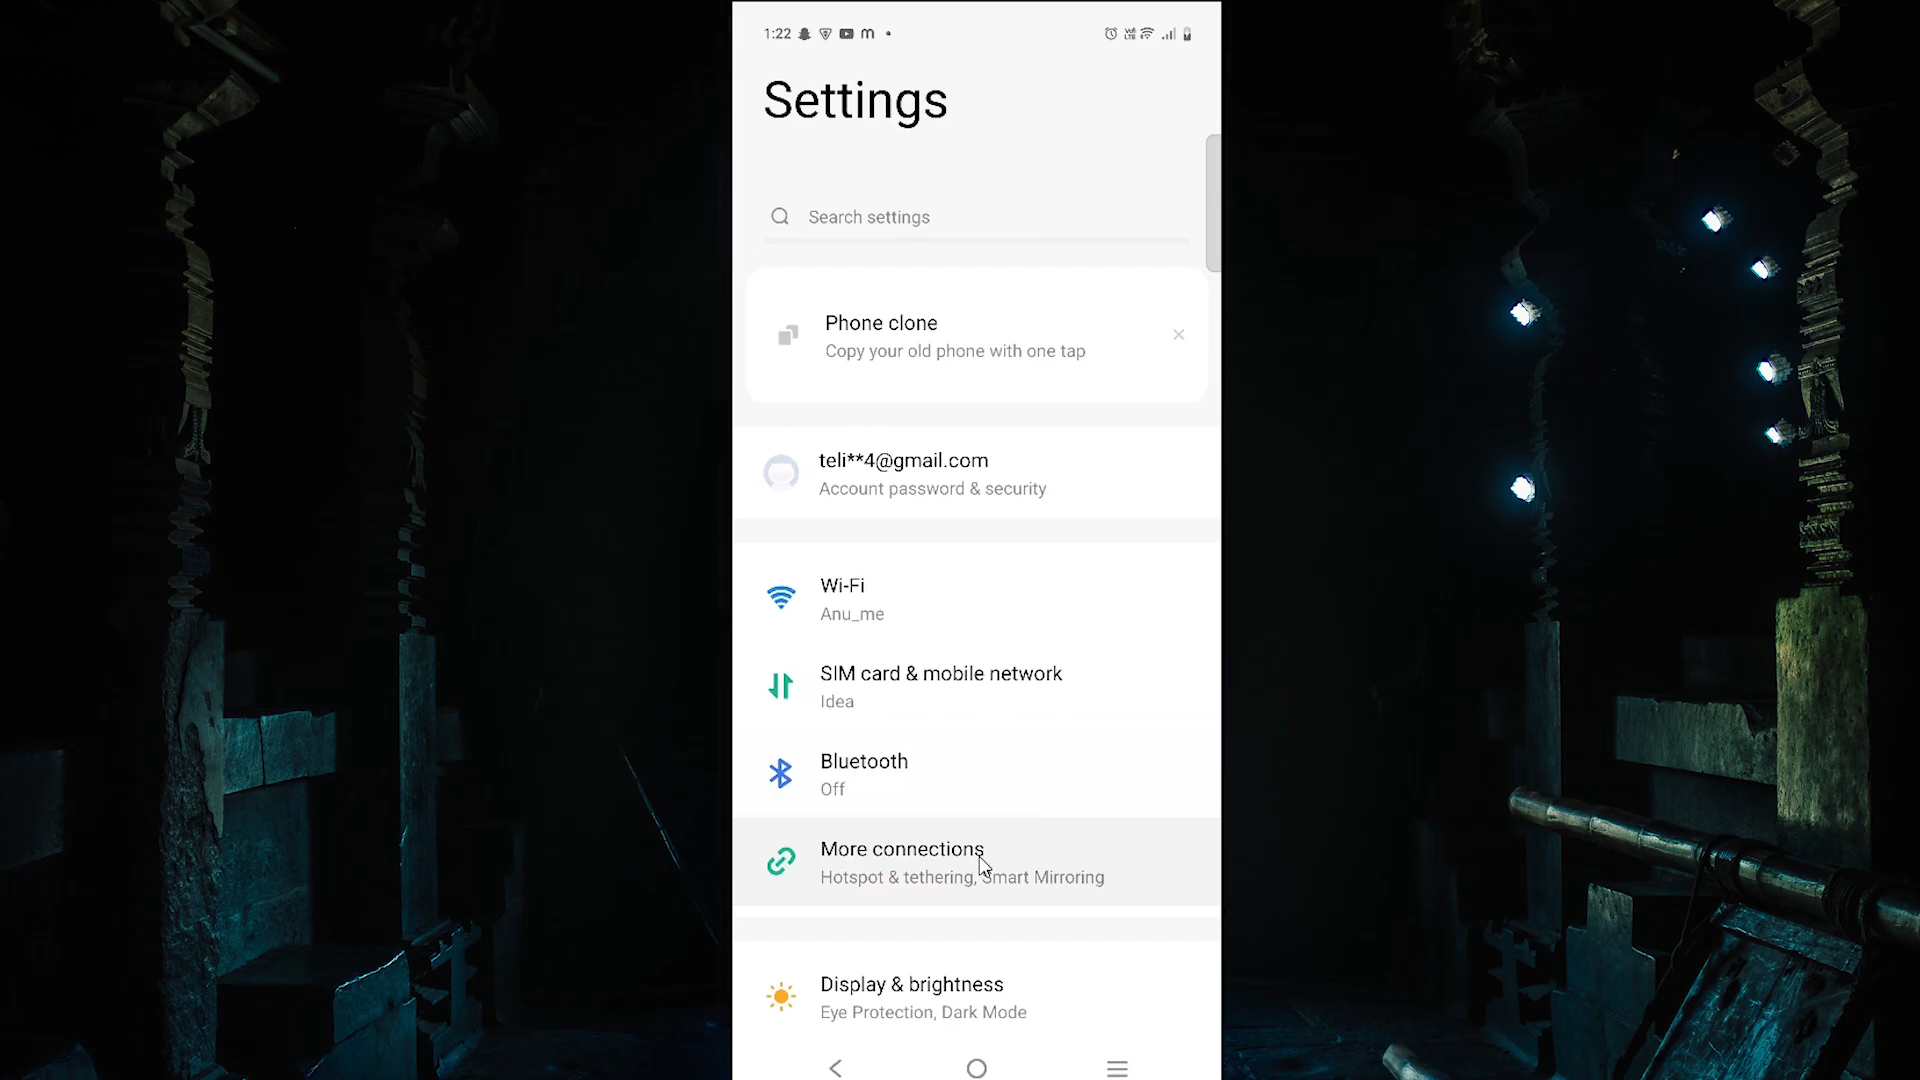 1:22
Settings
Search settings
Phone clone
Copy your old phone with one tap
teli**4@gmail.com
Account password & security
Wi-Fi
Anu_me
SIM card & mobile network
Idea
Bluetooth
Off
More connections
Hotspot & tethering, Smart Mirroring
Display & brightness
Eye Protection, Dark Mode